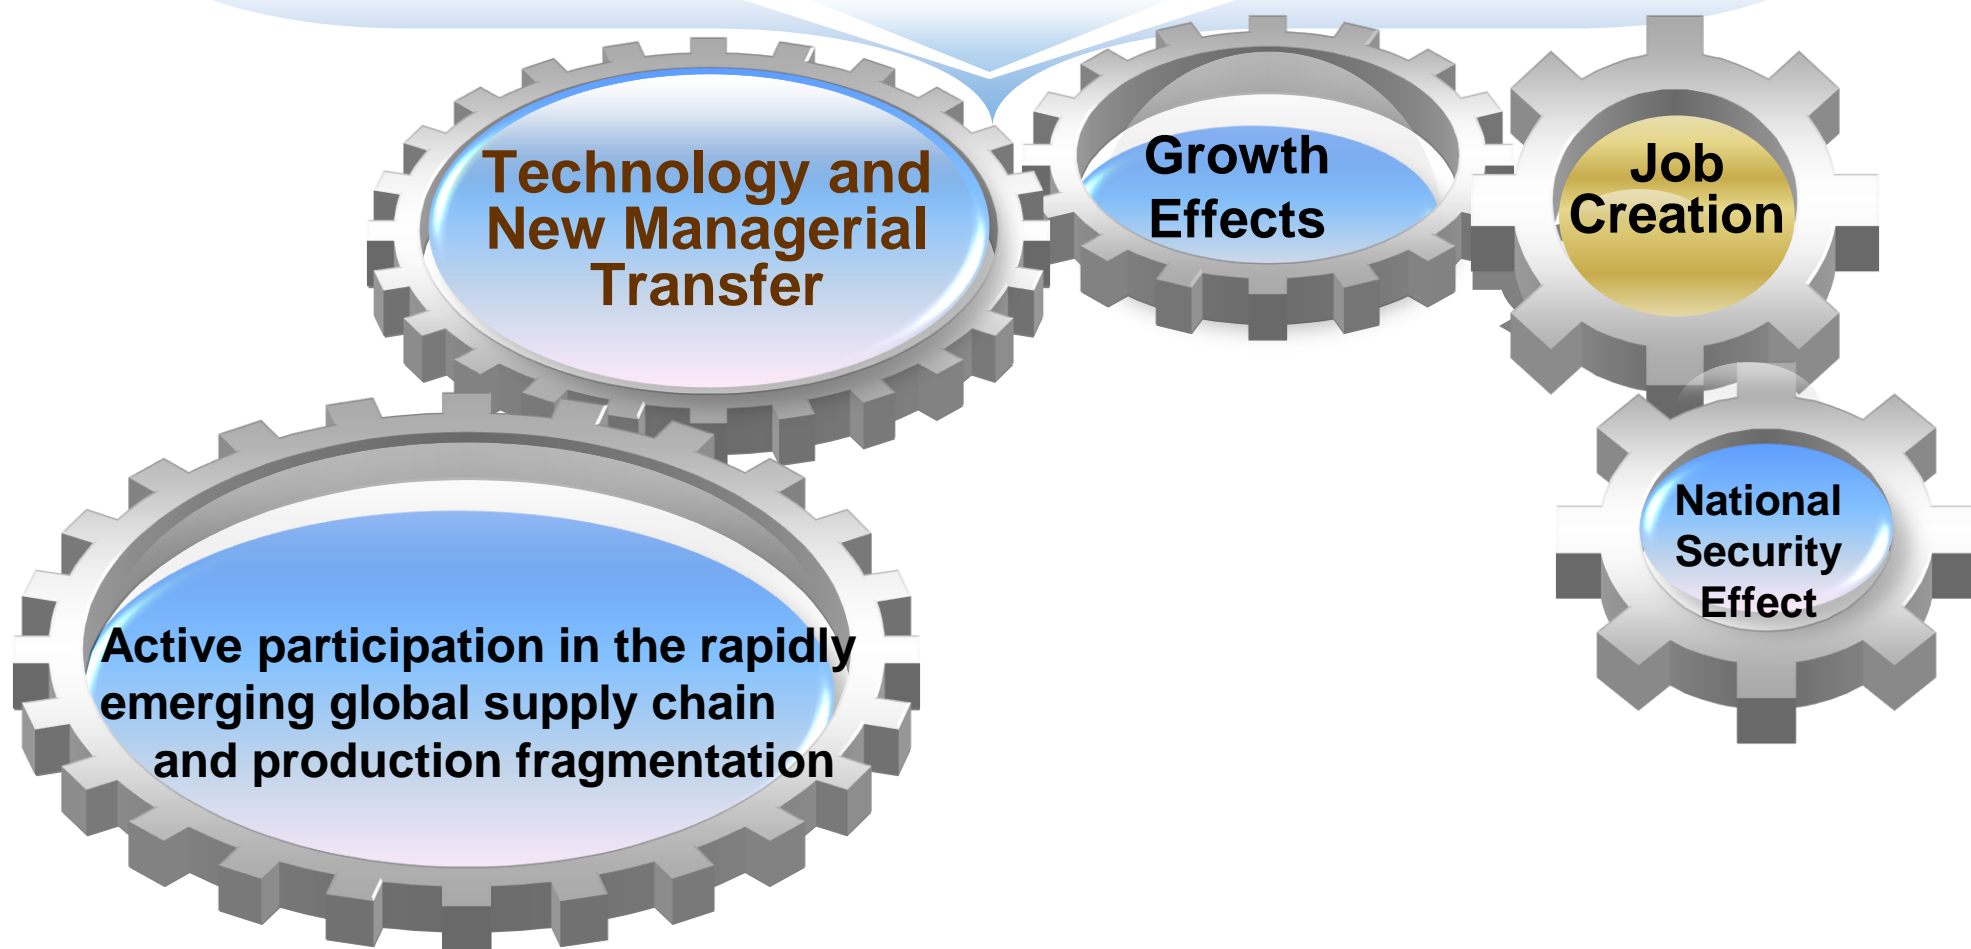 Technology and
New Managerial
Transfer
Growth
Effects
Job
Creation
National
Security
Effect
Active participation in the rapidly
emerging global supply chain
and production fragmentation